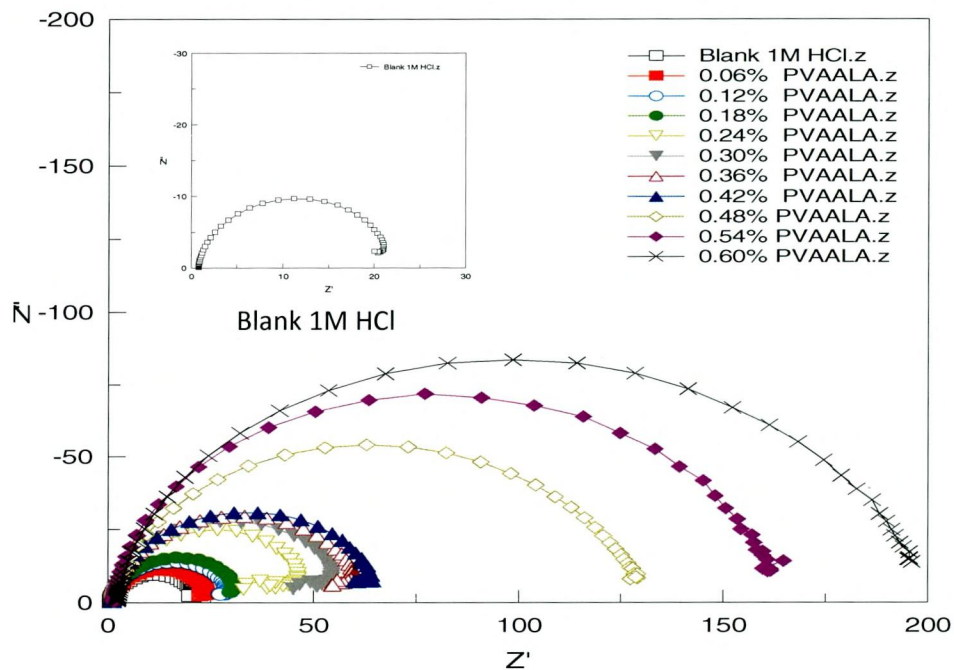 -200
-150
-100
-50
0
Z̈
0
50
100
150
200
Z'
-30
-20
-10
0
Z'
0
10
20
30
Z'
Blank 1M HCl.z
Blank 1M HCl
Blank 1M HCl.z
0.06% PVAALA.z
0.12% PVAALA.z
0.18% PVAALA.z
0.24% PVAALA.z
0.30% PVAALA.z
0.36% PVAALA.z
0.42% PVAALA.z
0.48% PVAALA.z
0.54% PVAALA.z
0.60% PVAALA.z